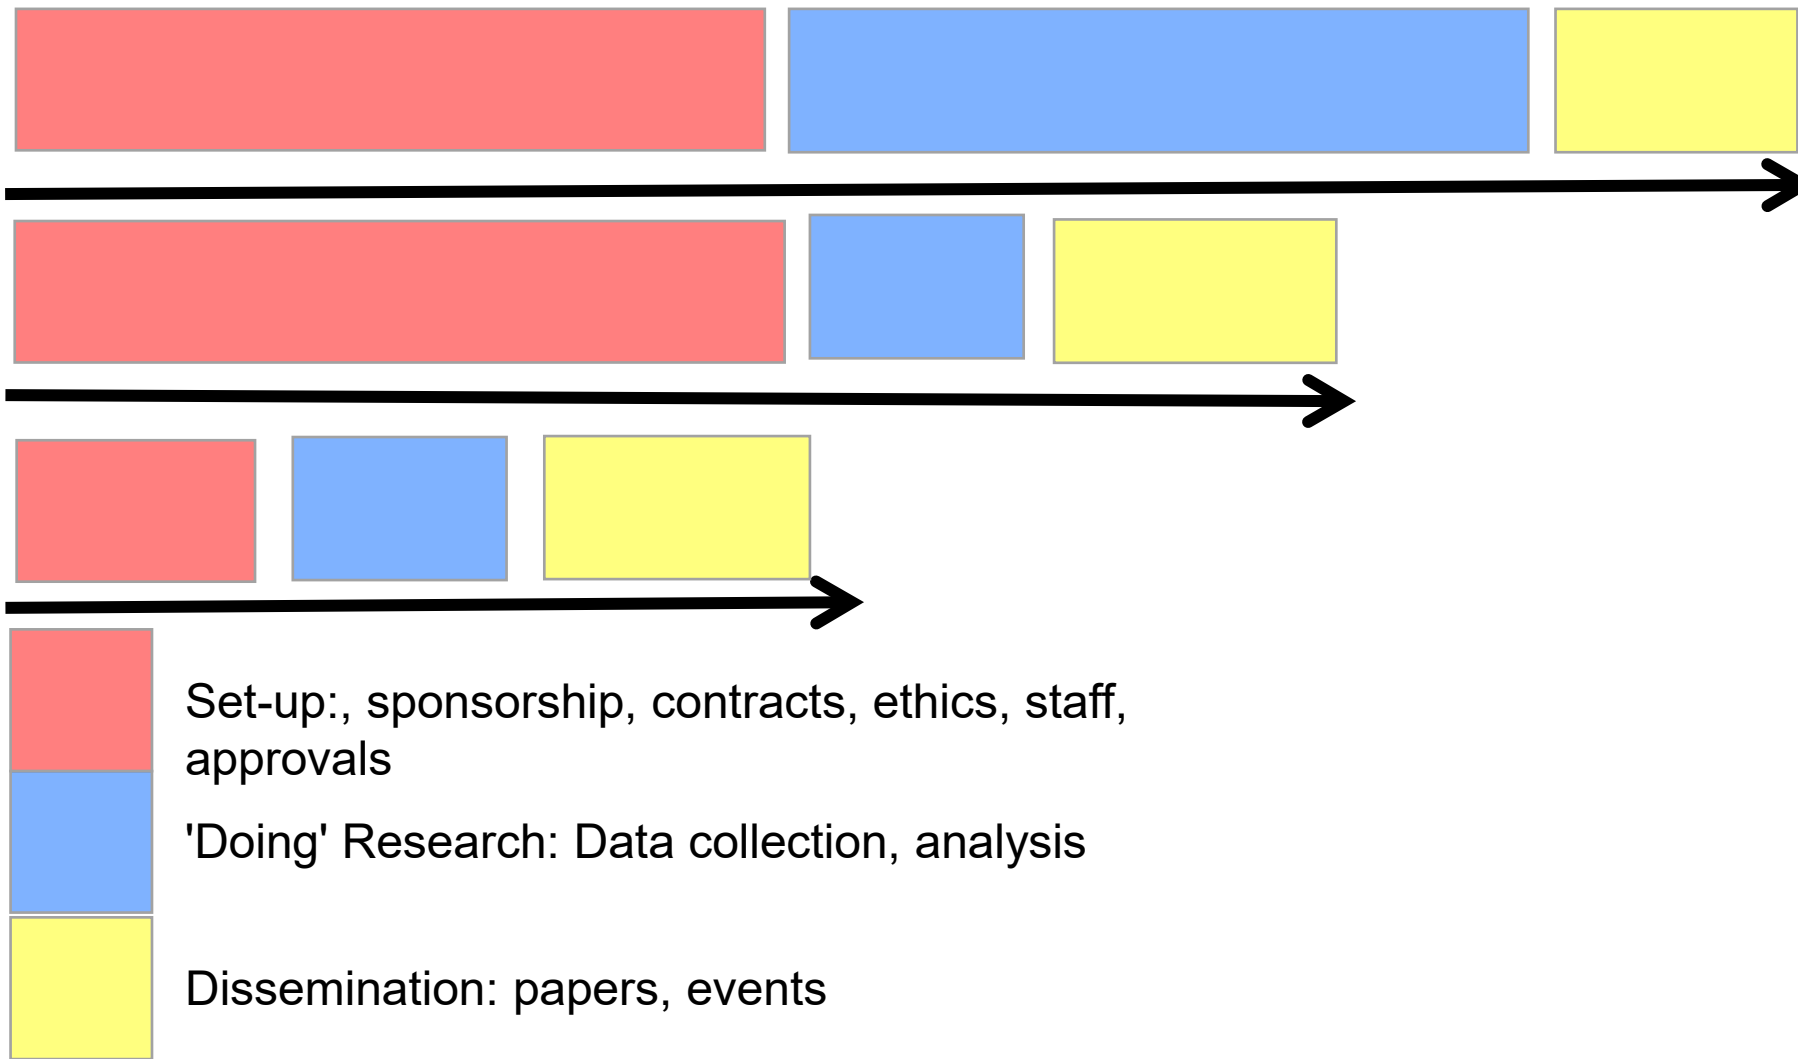 Set-up:, sponsorship, contracts, ethics, staff,
approvals
'Doing' Research: Data collection, analysis
Dissemination: papers, events